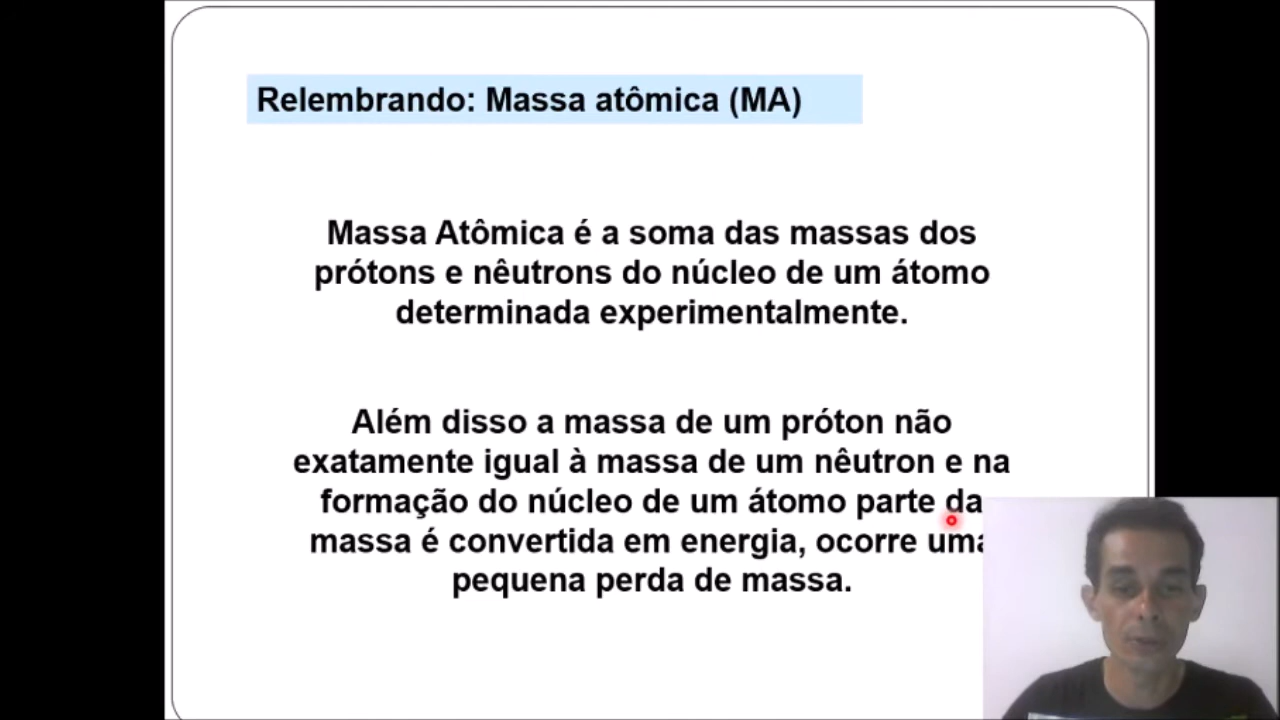 Relembrando: Massa atômica (MA)
Massa Atômica é a soma das massas dos
prótons e nêutrons do núcleo de um átomo
determinada experimentalmente.
Além disso a massa de um próton não
exatamente igual à massa de um nêutron e na
formação do núcleo de um átomo parte da
massa é convertida em energia, ocorre uma
pequena perda de massa.